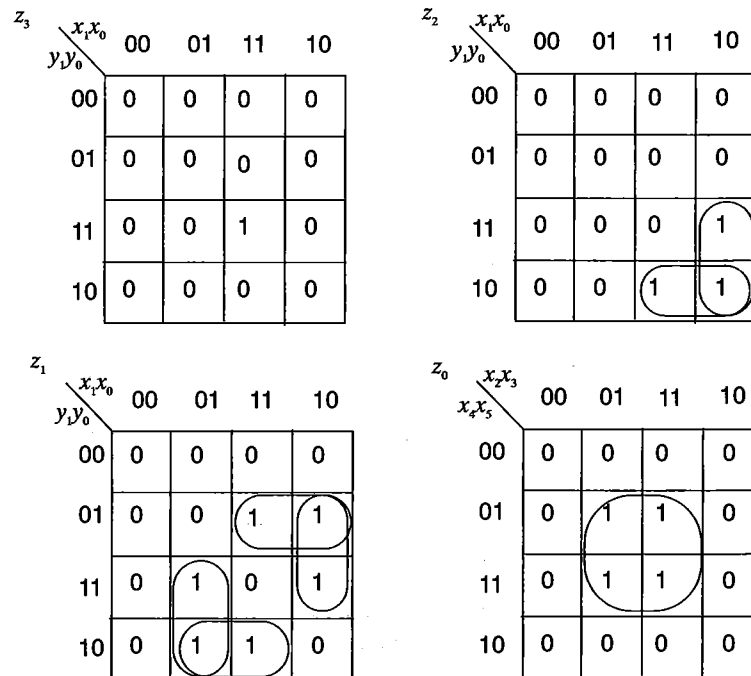 z₃ x₁x₀ 00 01 11 10
y₁y₀
00 0 0 0 0
01 0 0 0 0
11 0 0 1 0
10 0 0 0 0
z₂ x₁x₀ 00 01 11 10
y₁y₀
00 0 0 0 0
01 0 0 0 0
11 0 0 0 1
10 0 0 1 1
z₁ x₁x₀ 00 01 11 10
y₁y₀
00 0 0 0 0
01 0 0 1 1
11 0 1 0 1
10 0 1 1 0
z₀ x₂x₃ 00 01 11 10
x₄x₅
00 0 0 0 0
01 0 1 1 0
11 0 1 1 0
10 0 0 0 0